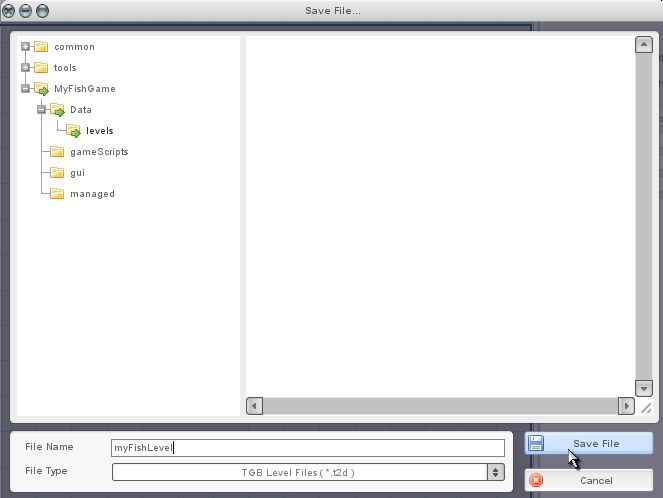 Save File...
common
tools
MyFishGame
Data
levels
gameScripts
gui
managed
File Name
myFishLevel
Save File
File Type
TGB Level Files ( *.t2d )
Cancel